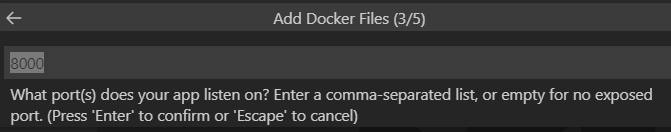 Add Docker Files (3/5)
8000
What port(s) does your app listen on? Enter a comma-separated list, or empty for no exposed
port. (Press 'Enter' to confirm or 'Escape' to cancel)